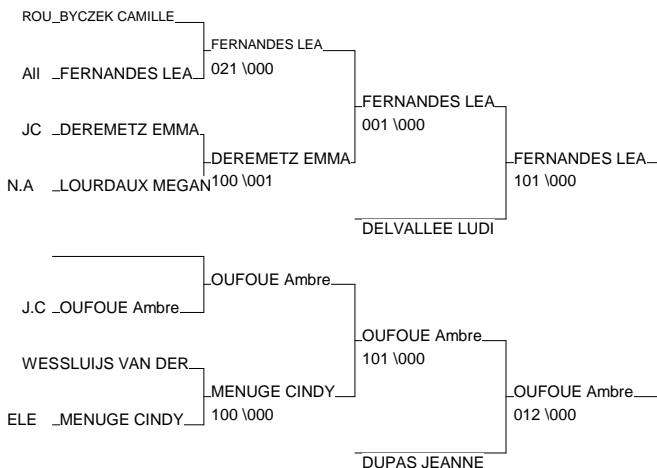 ROU BYCZEK CAMILLE
FERNANDES LEA
All FERNANDES LEA
021 \000
FERNANDES LEA
001 \000
JC DEREMETZ EMMA
DEREMETZ EMMA
100 \001
FERNANDES LEA
101 \000
N.A LOURDAUX MEGAN
DELVALLEE LUDI
OUFOUE Ambre
J.C OUFOUE Ambre
OUFOUE Ambre
101 \000
WESSLUIJS VAN DER
MENUGE CINDY
100 \000
OUFOUE Ambre
012 \000
ELE MENUGE CINDY
DUPAS JEANNE